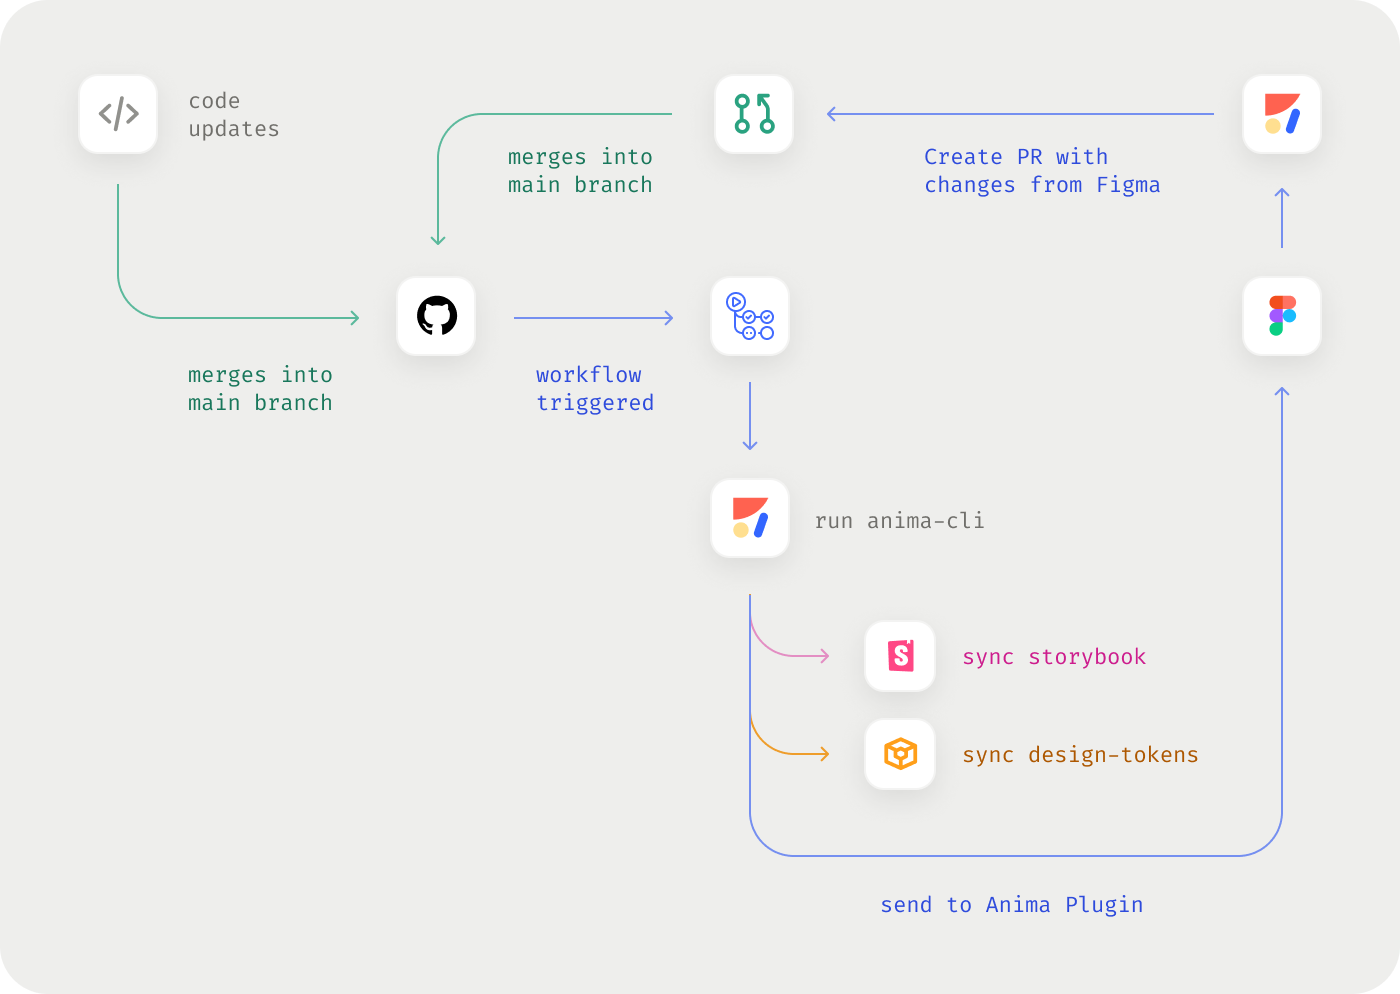 code
updates
merges into
main branch
Create PR with
changes from Figma
merges into
main branch
workflow
triggered
run anima-cli
S
sync storybook
sync design-tokens
send to Anima Plugin